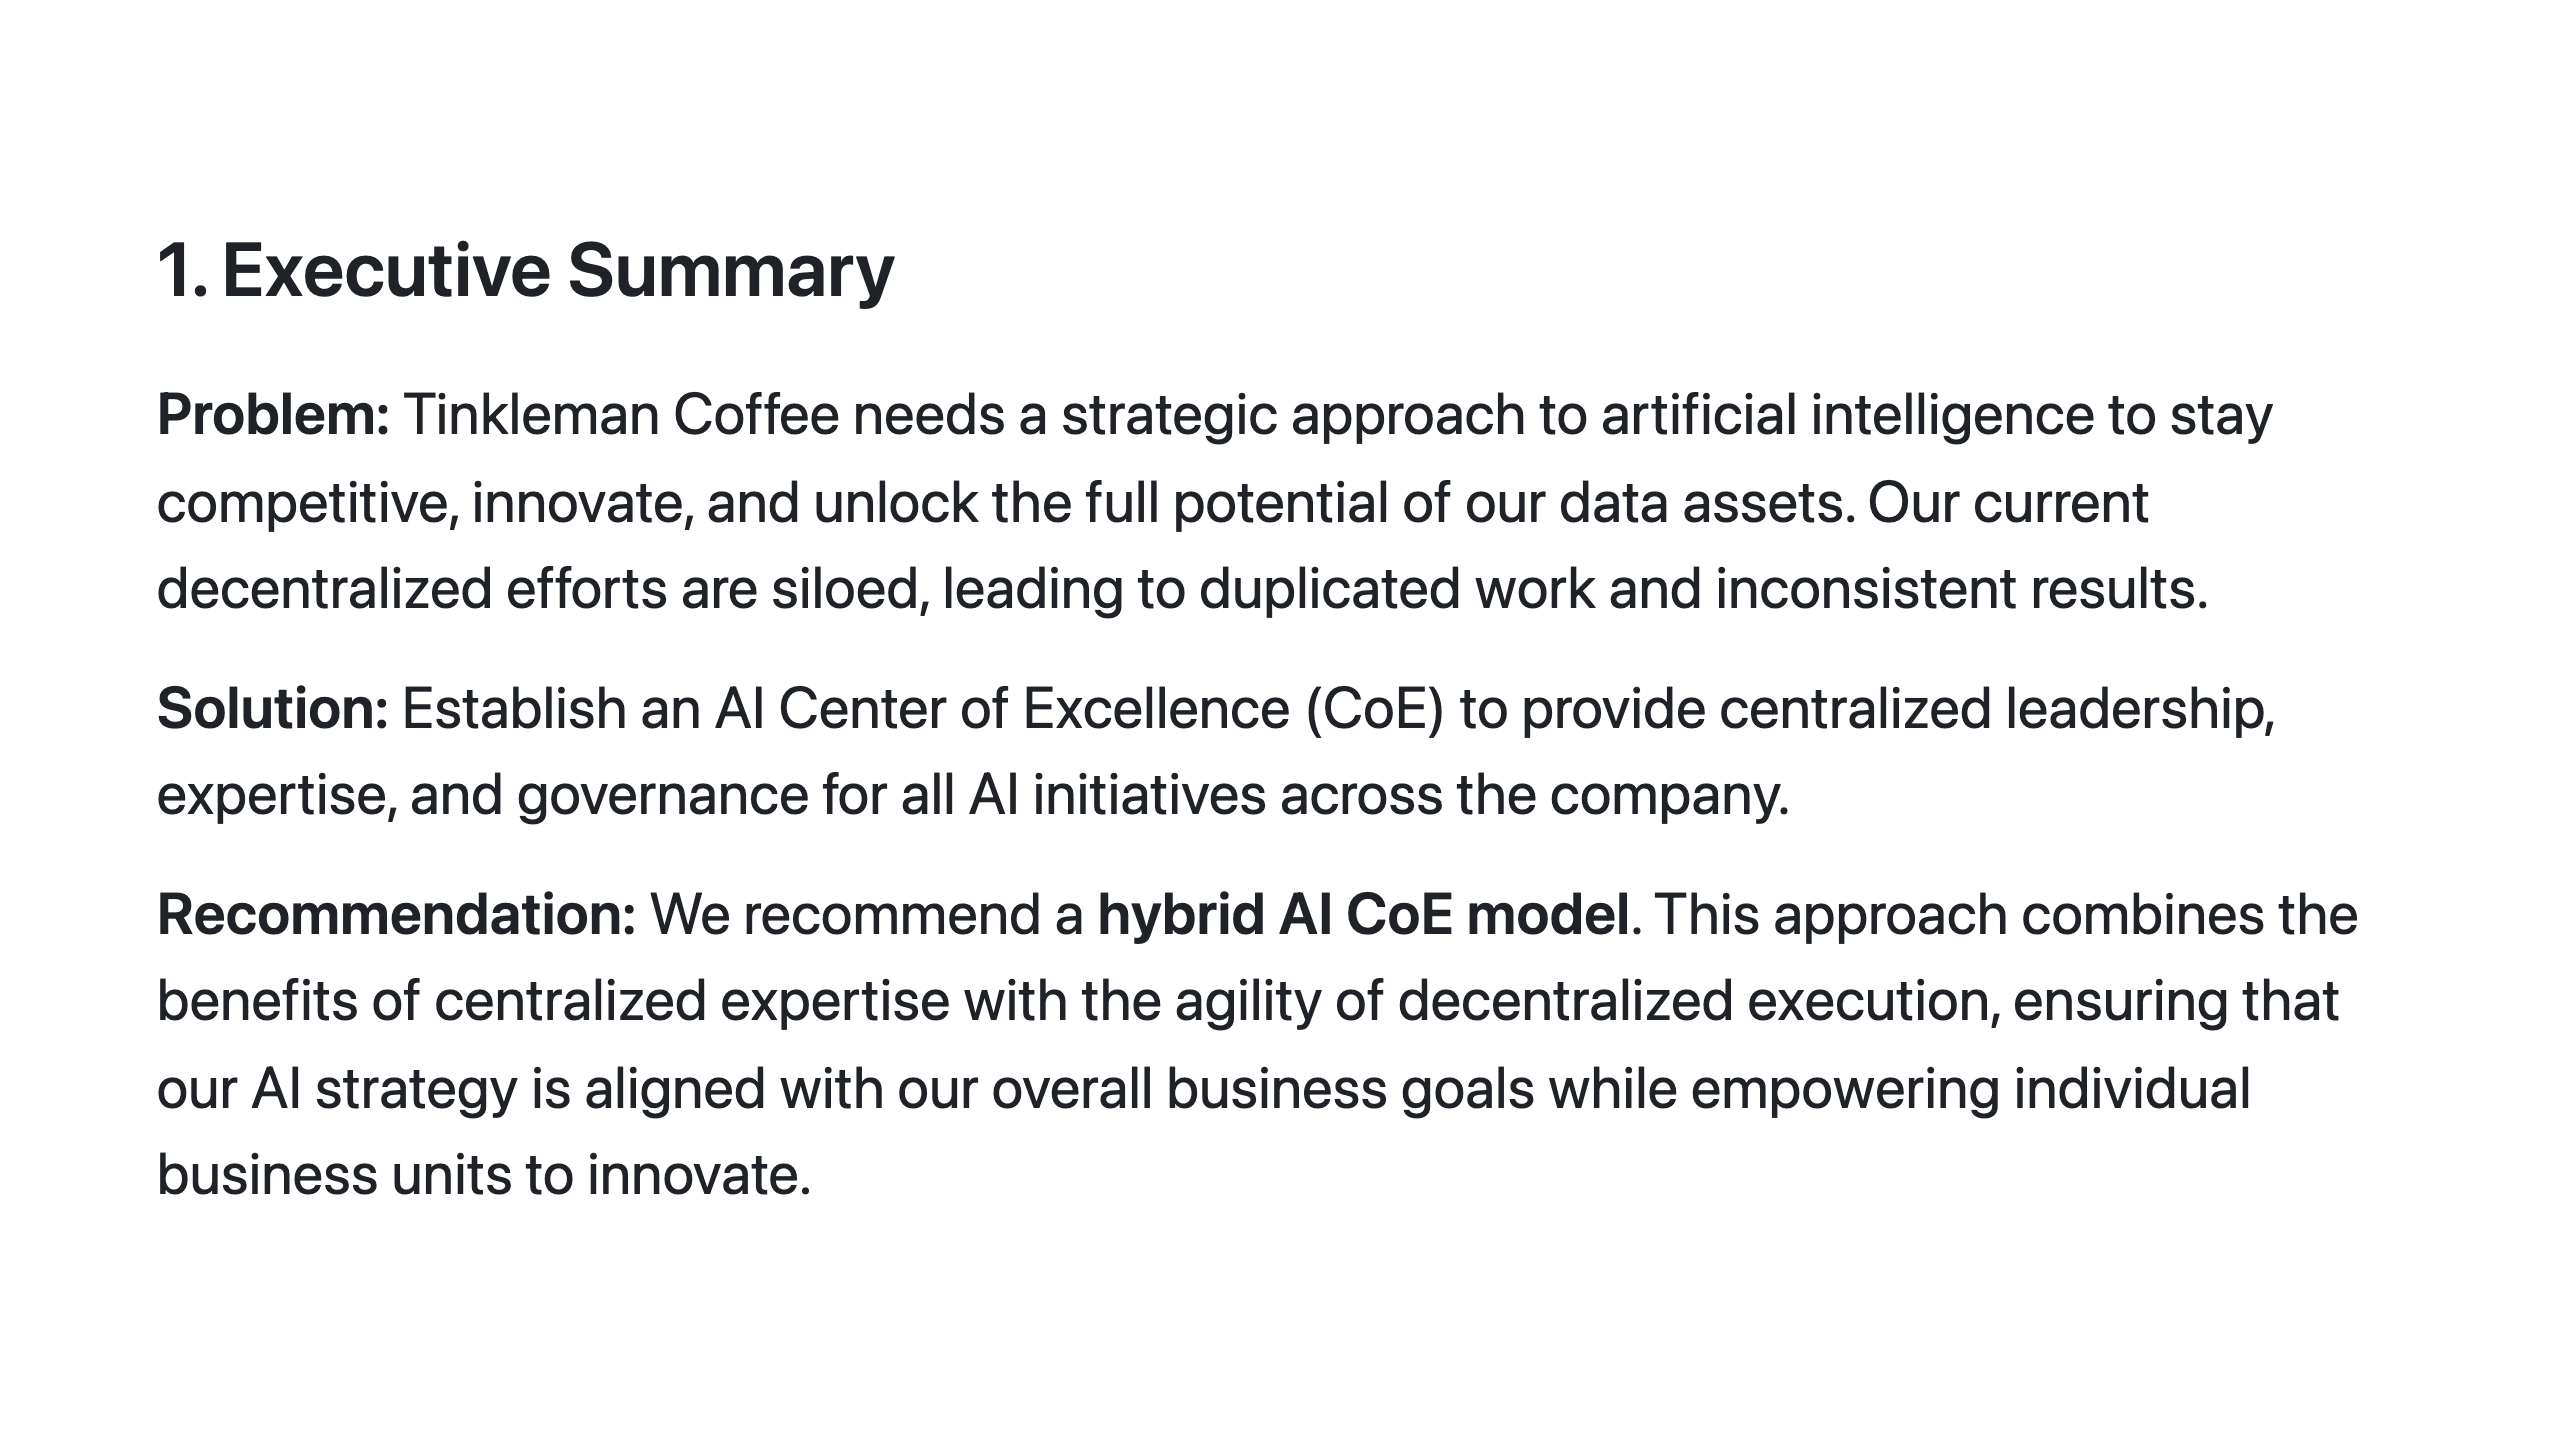 1. Executive Summary
Problem: Tinkleman Coffee needs a strategic approach to artificial intelligence to stay
competitive, innovate, and unlock the full potential of our data assets. Our current
decentralized efforts are siloed, leading to duplicated work and inconsistent results.
Solution: Establish an AI Center of Excellence (CoE) to provide centralized leadership,
expertise, and governance for all AI initiatives across the company.
Recommendation: We recommend a hybrid AI CoE model. This approach combines the
benefits of centralized expertise with the agility of decentralized execution, ensuring that
our AI strategy is aligned with our overall business goals while empowering individual
business units to innovate.